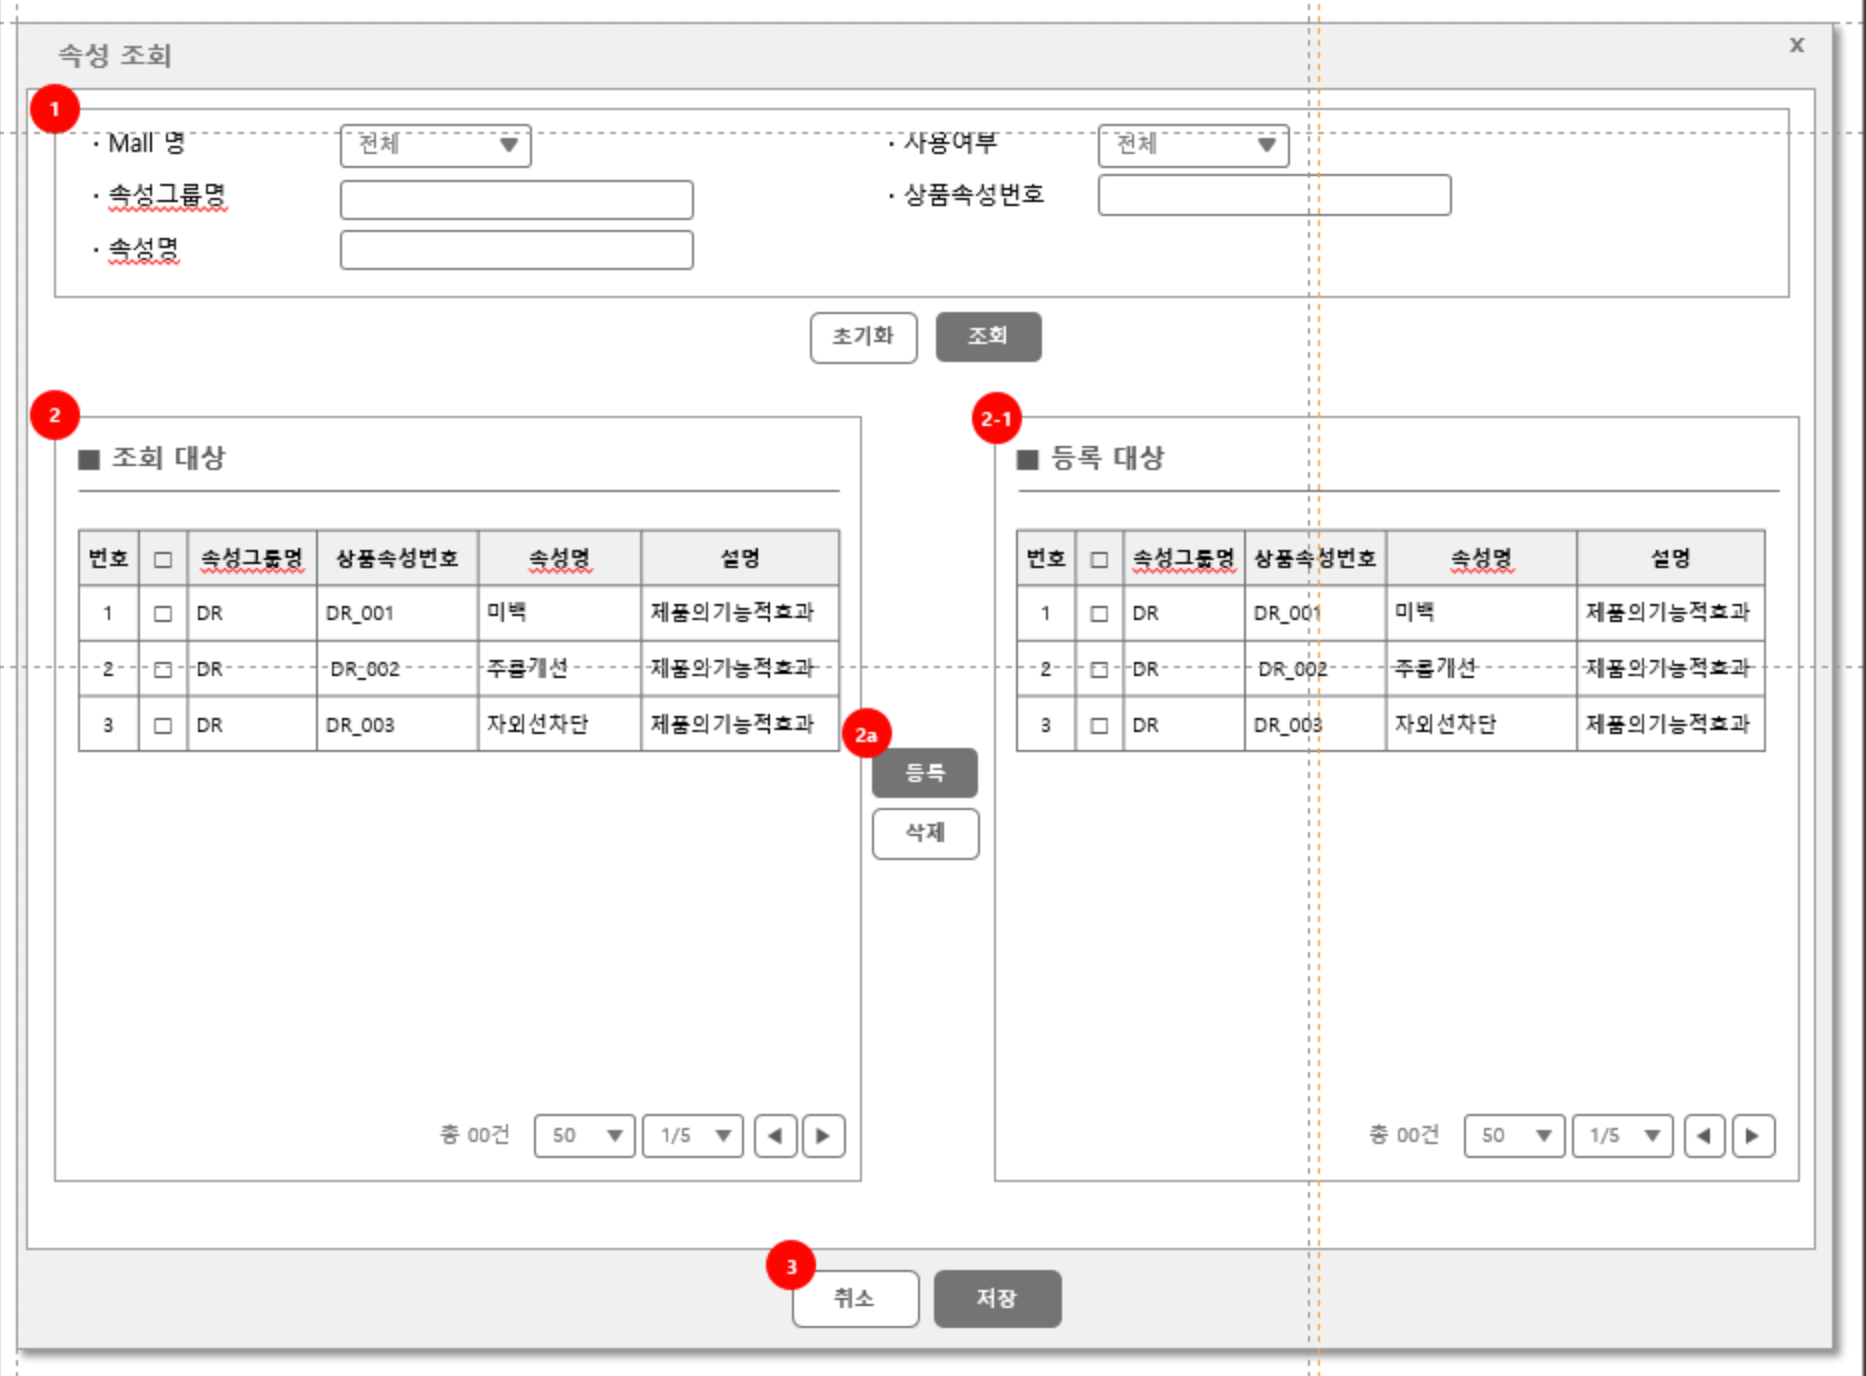 속성 조회 x
1
· Mall 명 전체 ▼ · 사용여부 전체 ▼
· 속성그룹명 · 상품속성번호
· 속성명
초기화 조회
2
■ 조회 대상
번호 □ 속성그룹명 상품속성번호 속성명 설명
1 □ DR DR_001 미백 제품의기능적효과
2 □ DR DR_002 주름개선 제품의기능적효과
3 □ DR DR_003 자외선차단 제품의기능적효과
총 00건 50 ▼ 1/5 ▼ ◀ ▶
2a
등록
삭제
2-1
■ 등록 대상
번호 □ 속성그룹명 상품속성번호 속성명 설명
1 □ DR DR_001 미백 제품의기능적효과
2 □ DR DR_002 주름개선 제품의기능적효과
3 □ DR DR_003 자외선차단 제품의기능적효과
총 00건 50 ▼ 1/5 ▼ ◀ ▶
3
취소 저장